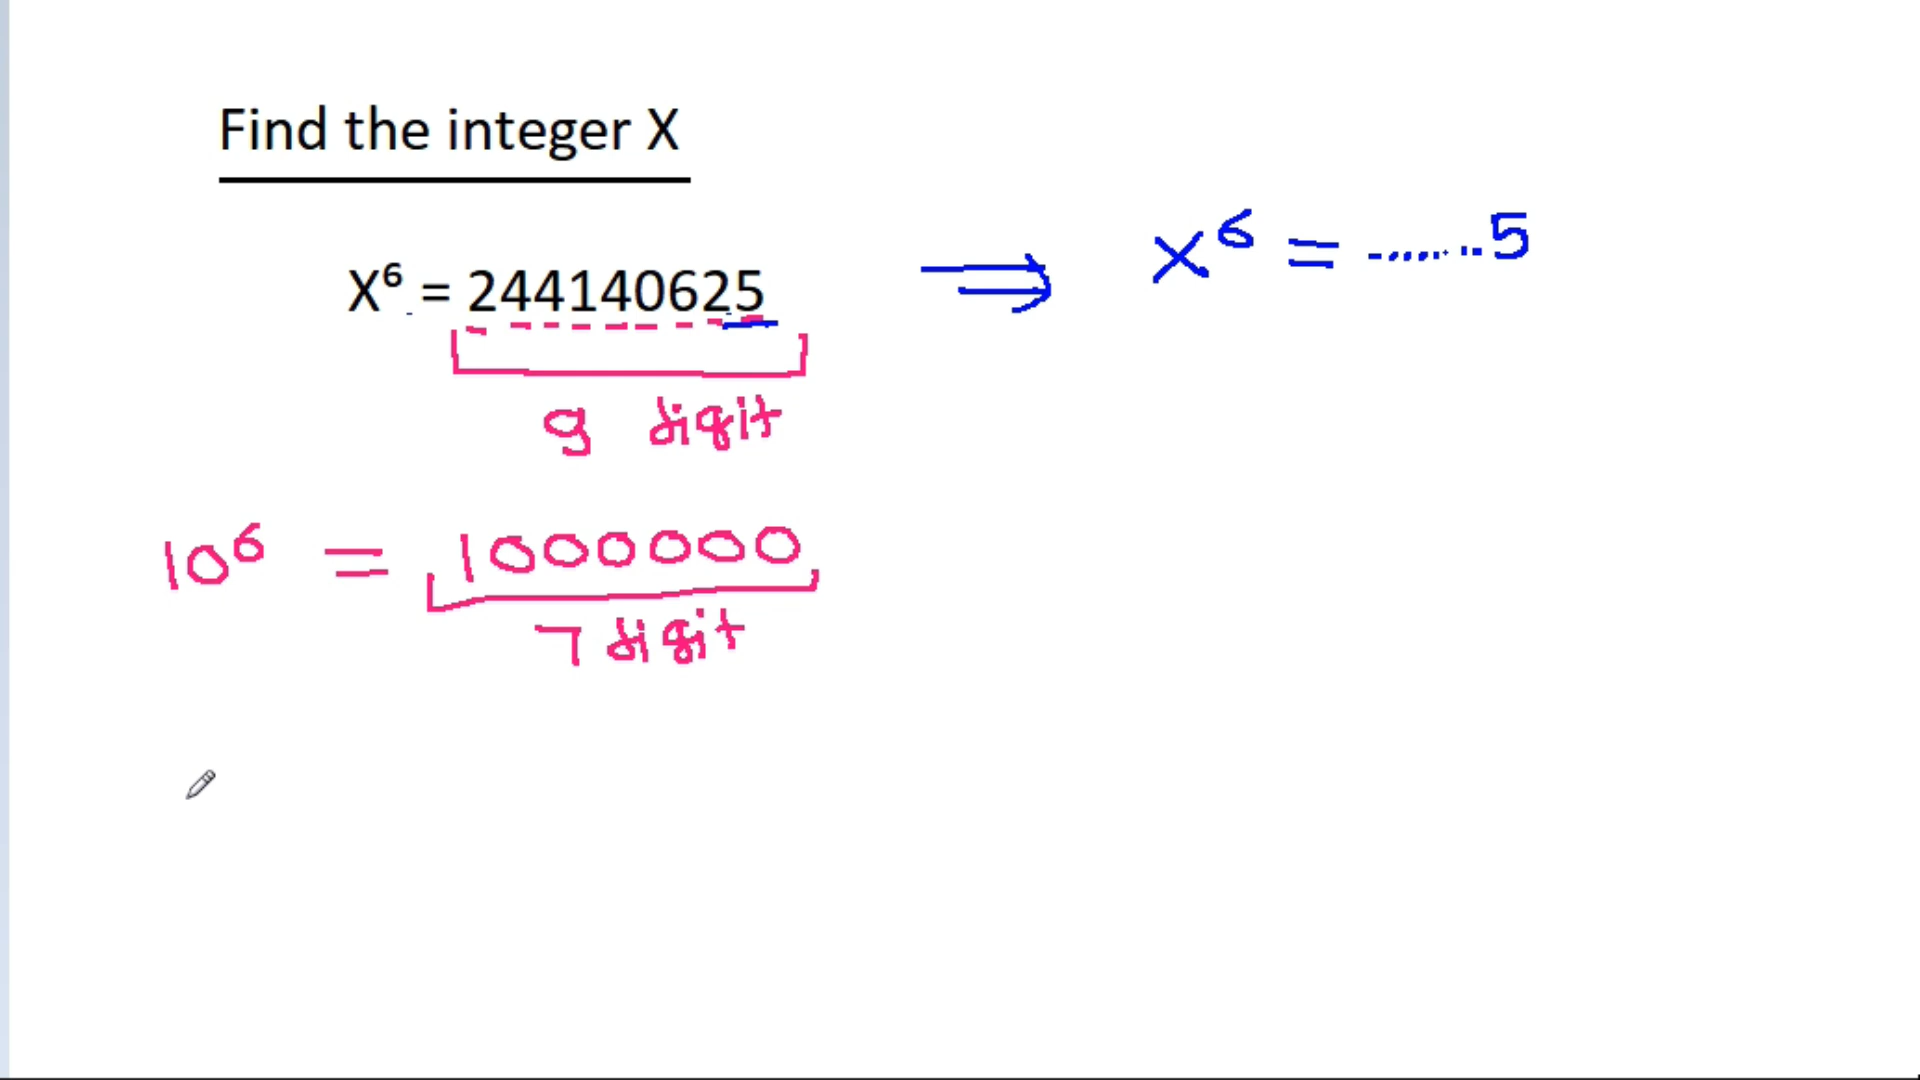 Find the integer X
X⁶ = 244140625
⇒ x⁶ = ........5
9 digit
10⁶ = 1000000
7 digit